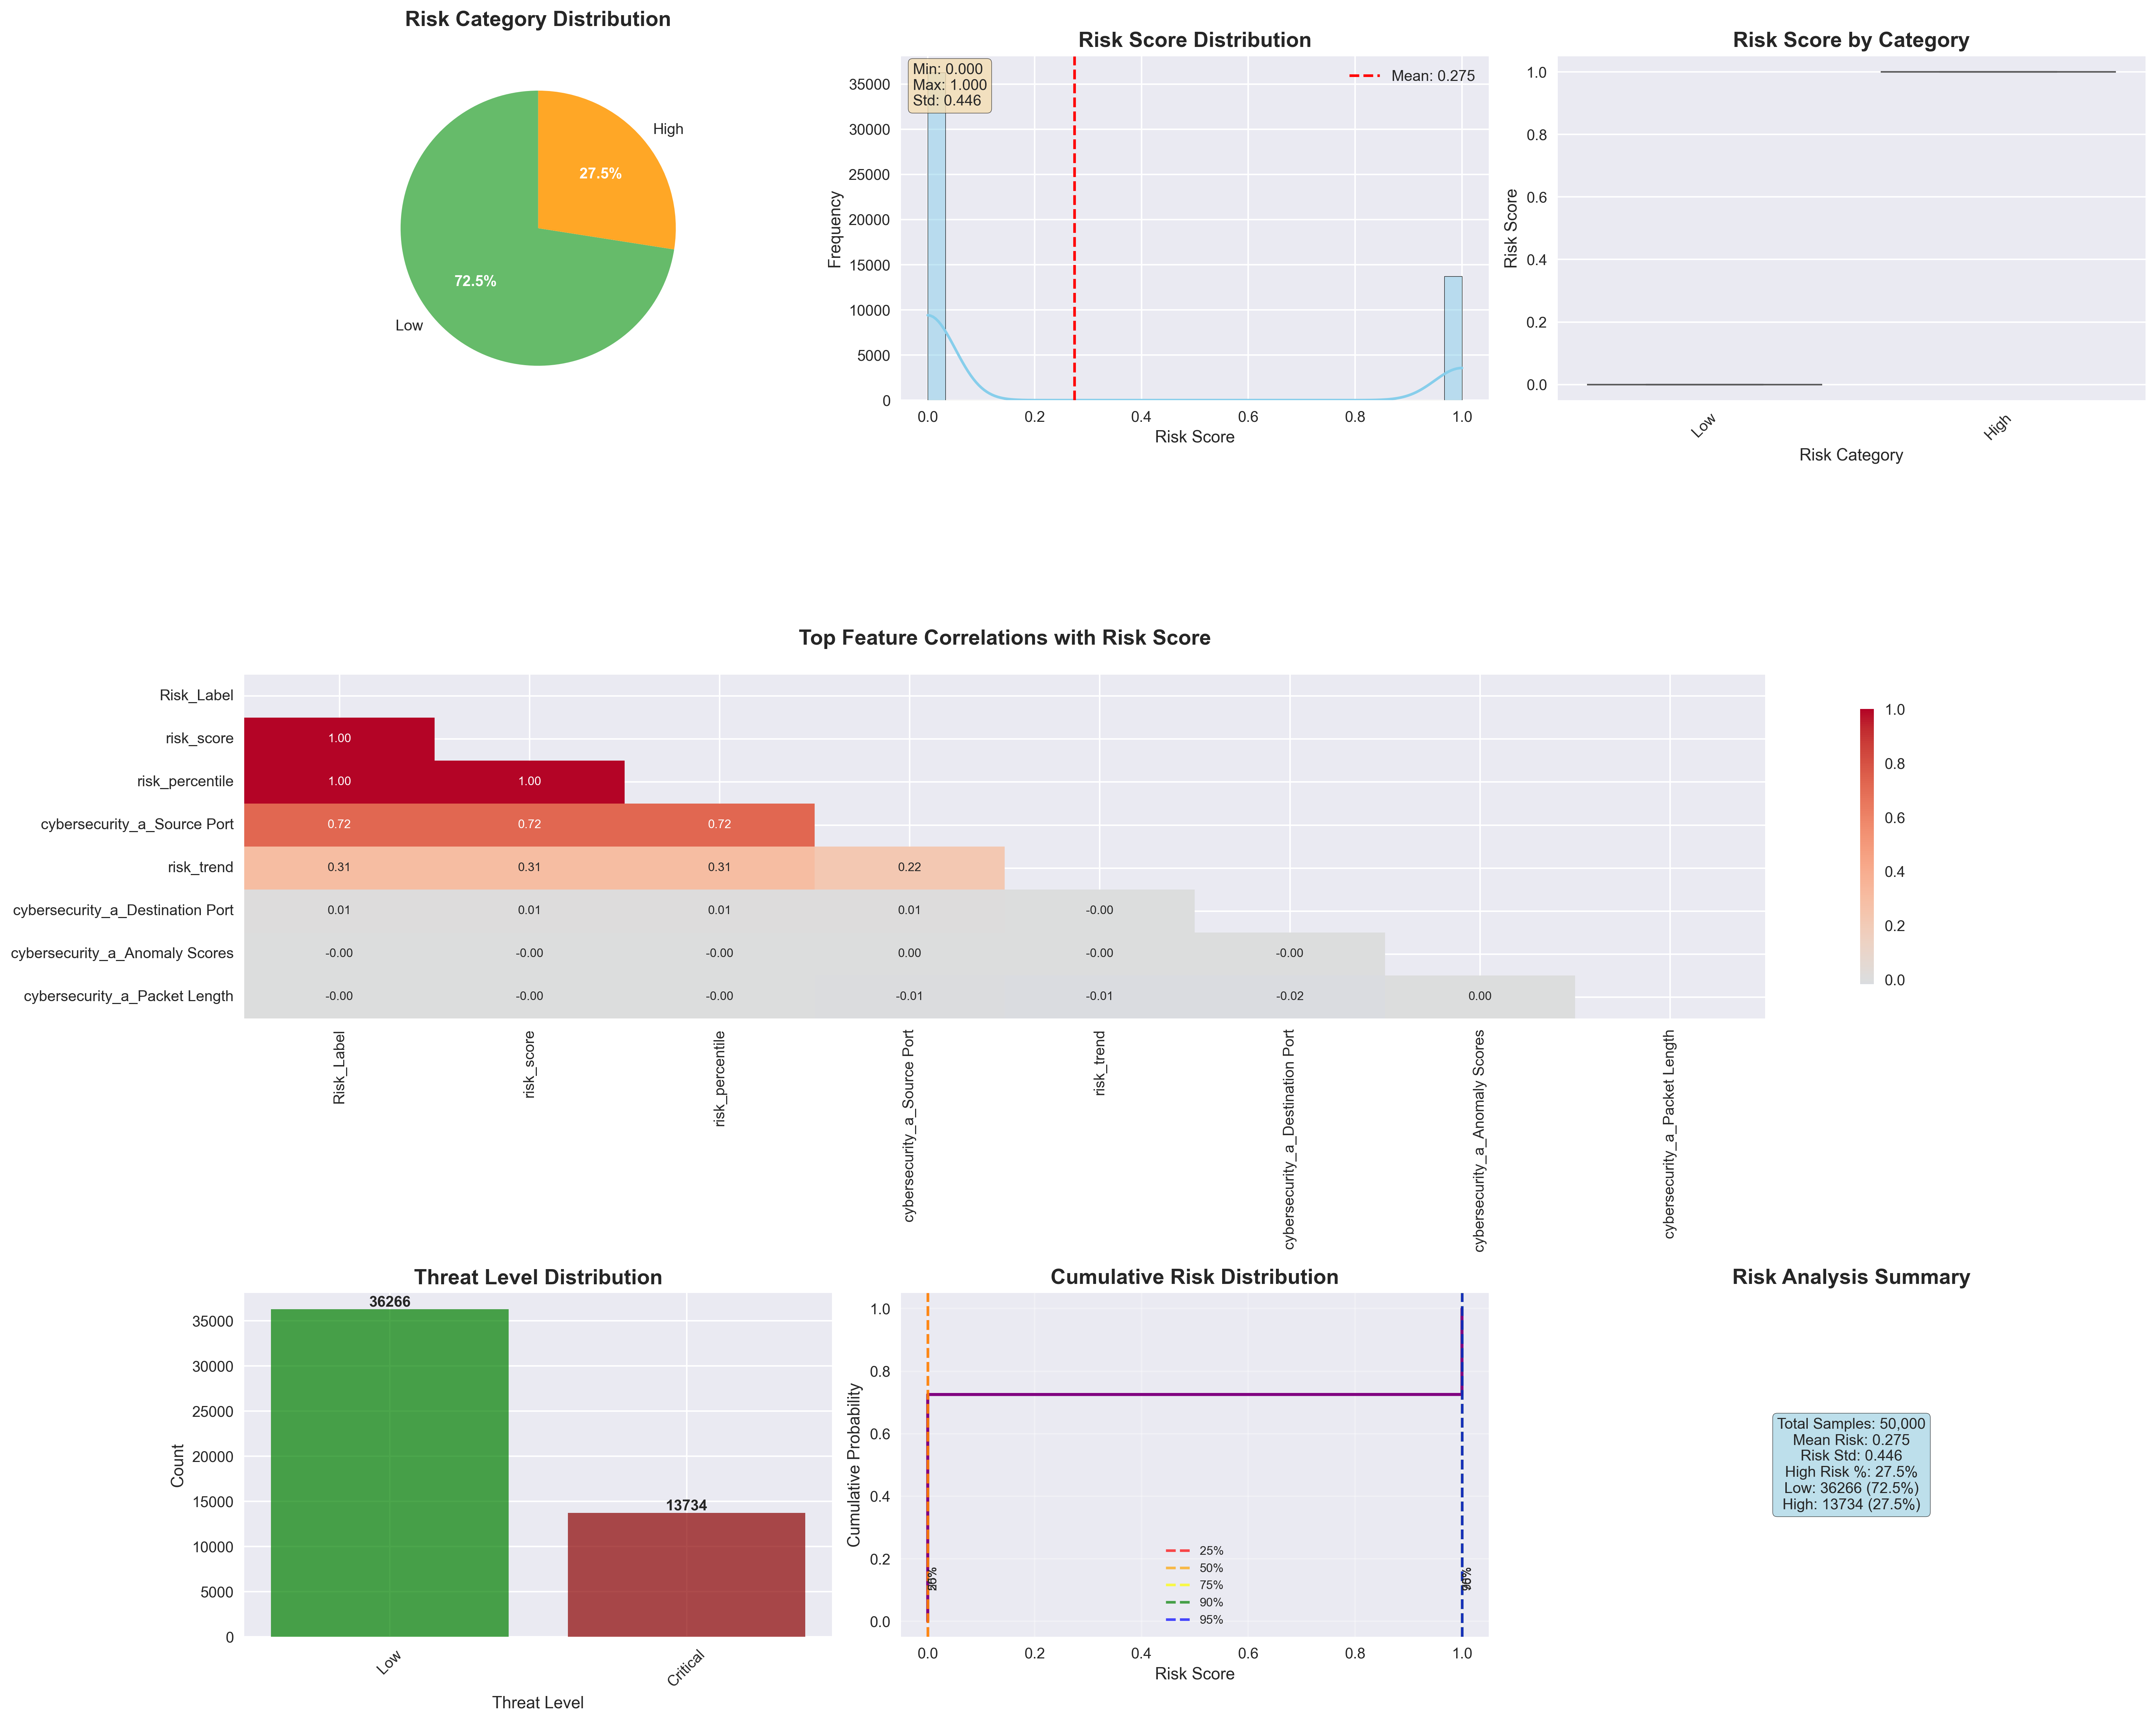 Risk Category Distribution
High
27.5%
72.5%
Low
Risk Score Distribution
Min: 0.000
Max: 1.000
Std: 0.446
Mean: 0.275
35000
30000
25000
20000
15000
10000
5000
0
Frequency
0.0 0.2 0.4 0.6 0.8 1.0
Risk Score
Risk Score by Category
1.0
0.8
0.6
0.4
0.2
0.0
Risk Score
Low High
Risk Category
Top Feature Correlations with Risk Score
Risk_Label
risk_score 1.00
risk_percentile 1.00 1.00
cybersecurity_a_Source Port 0.72 0.72 0.72
risk_trend 0.31 0.31 0.31 0.22
cybersecurity_a_Destination Port 0.01 0.01 0.01 0.01 -0.00
cybersecurity_a_Anomaly Scores -0.00 -0.00 -0.00 0.00 -0.00 -0.00
cybersecurity_a_Packet Length -0.00 -0.00 -0.00 -0.01 -0.01 -0.02 0.00
Risk_Label
risk_score
risk_percentile
cybersecurity_a_Source Port
risk_trend
cybersecurity_a_Destination Port
cybersecurity_a_Anomaly Scores
cybersecurity_a_Packet Length
1.0
0.8
0.6
0.4
0.2
0.0
Threat Level Distribution
36266
13734
35000
30000
25000
20000
15000
10000
5000
0
Count
Low Critical
Threat Level
Cumulative Risk Distribution
1.0
0.8
0.6
0.4
0.2
0.0
Cumulative Probability
25%
50%
75%
90%
95%
0.0 0.2 0.4 0.6 0.8 1.0
Risk Score
Risk Analysis Summary
Total Samples: 50,000
Mean Risk: 0.275
Risk Std: 0.446
High Risk %: 27.5%
Low: 36266 (72.5%)
High: 13734 (27.5%)